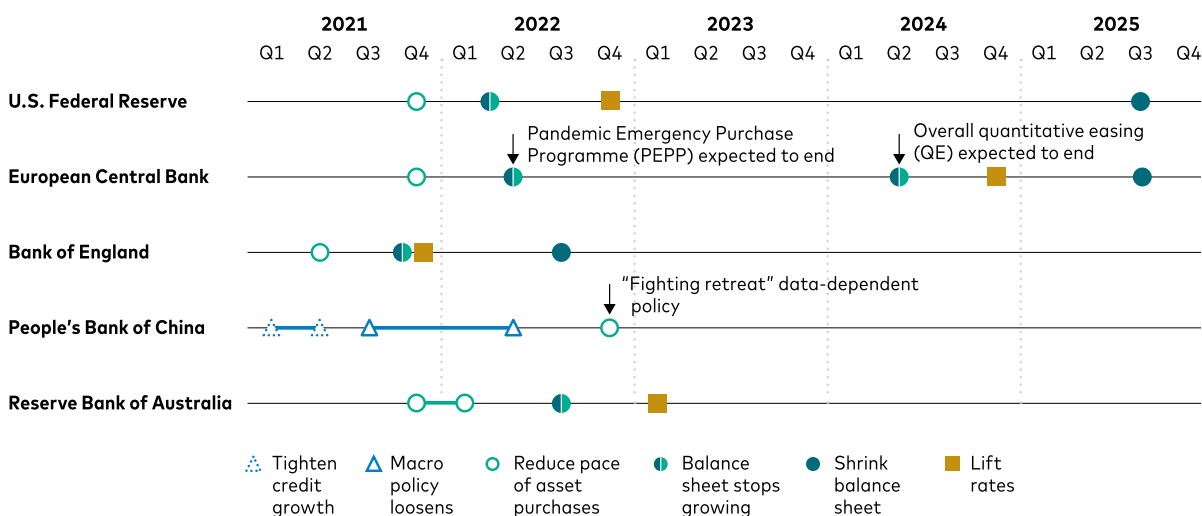 2021 2022 2023 2024 2025
Q1 Q2 Q3 Q4 Q1 Q2 Q3 Q4 Q1 Q2 Q3 Q4 Q1 Q2 Q3 Q4 Q1 Q2 Q3 Q4
U.S. Federal Reserve
Pandemic Emergency Purchase
Programme (PEPP) expected to end
Overall quantitative easing
(QE) expected to end
European Central Bank
Bank of England
“Fighting retreat” data-dependent
policy
People’s Bank of China
Reserve Bank of Australia
Tighten
credit
growth
Macro
policy
loosens
Reduce pace
of asset
purchases
Balance
sheet stops
growing
Shrink
balance
sheet
Lift
rates